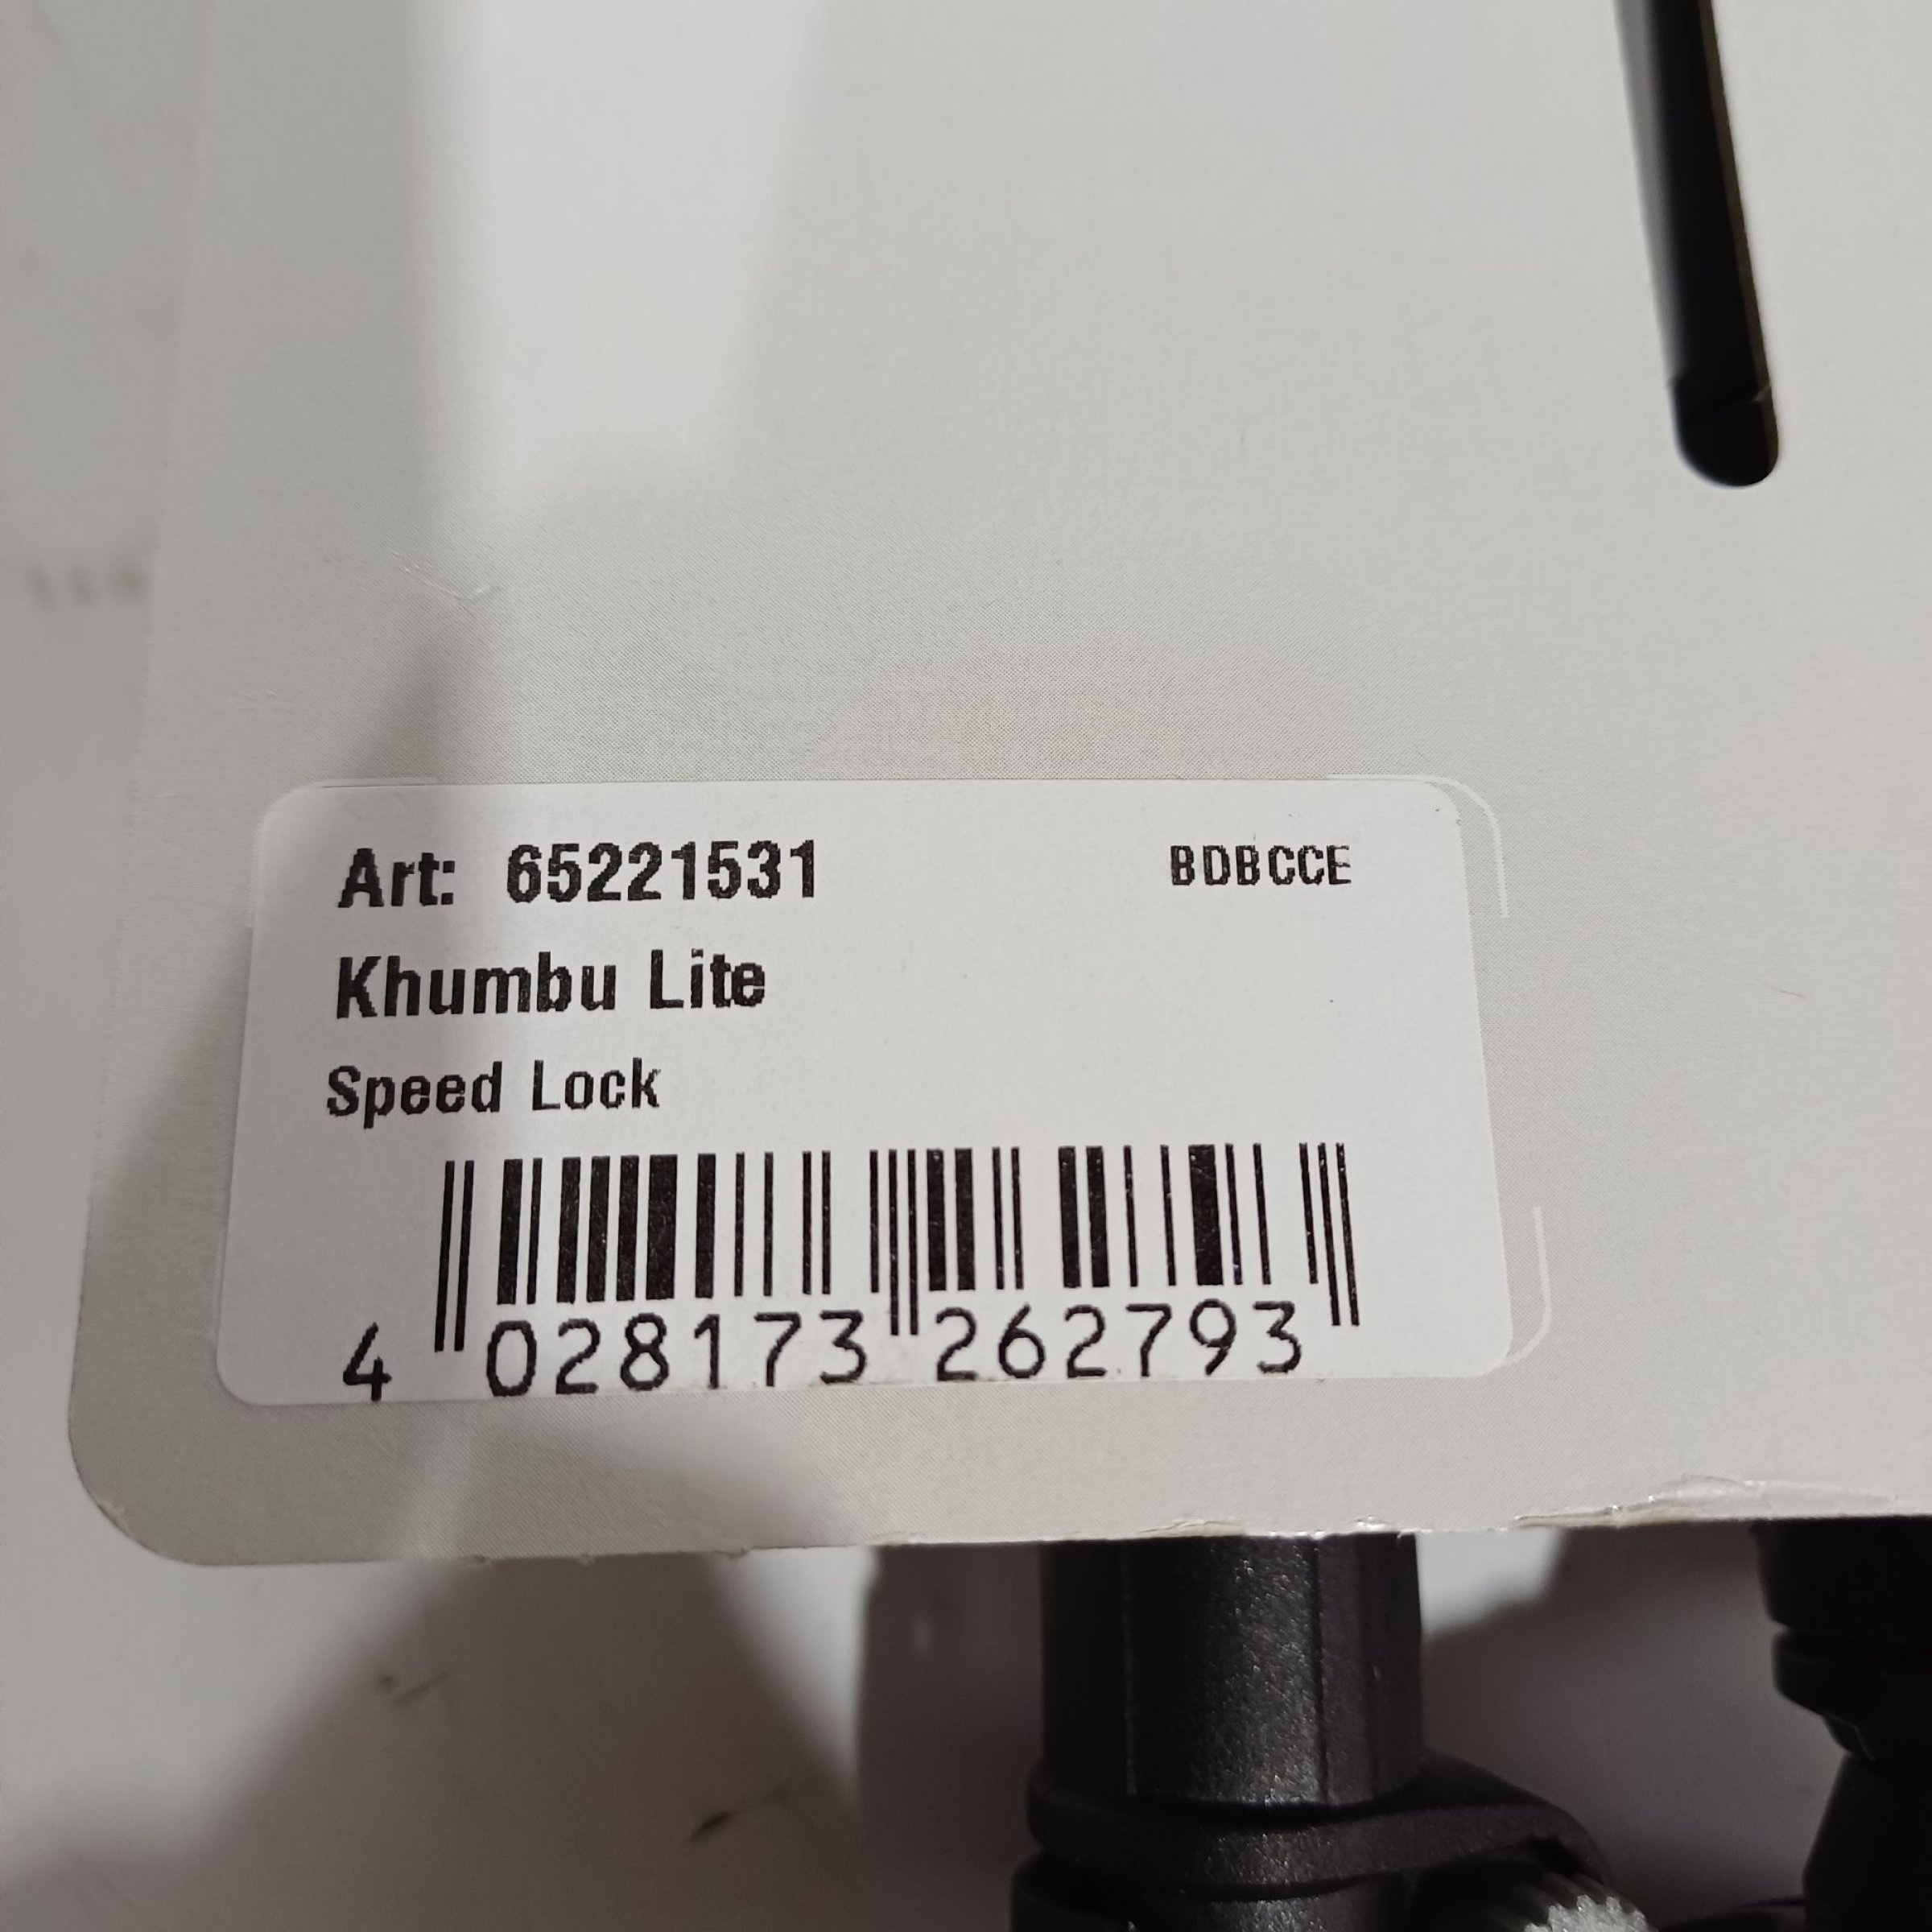 Art: 65221531 BDBCCE
Khumbu Lite
Speed Lock
4 028173 262793